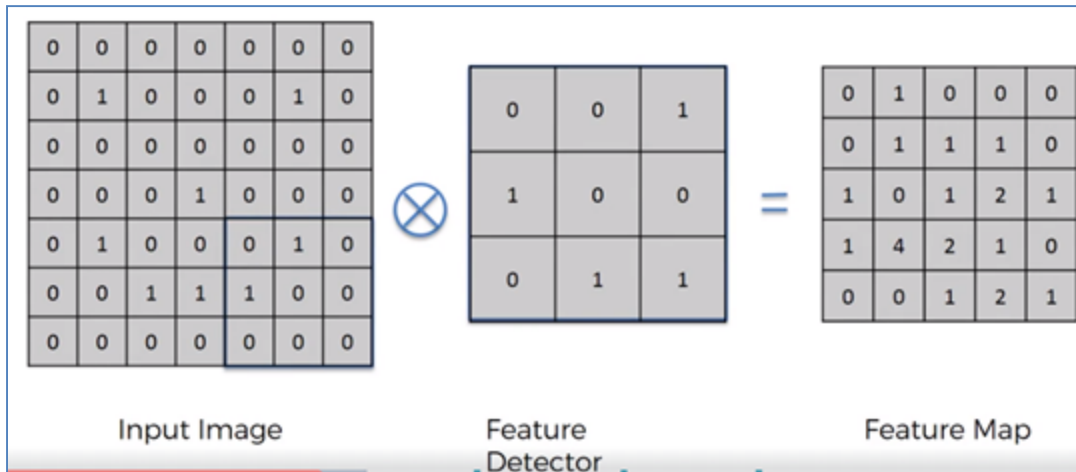 0 0 0 0 0 0 0
0 1 0 0 0 1 0
0 0 0 0 0 0 0
0 0 0 1 0 0 0
0 1 0 0 0 1 0
0 0 1 1 1 0 0
0 0 0 0 0 0 0
0 0 1
1 0 0
0 1 1
=
0 1 0 0 0
0 1 1 1 0
1 0 1 2 1
1 4 2 1 0
0 0 1 2 1
Input Image
Feature
Detector
Feature Map